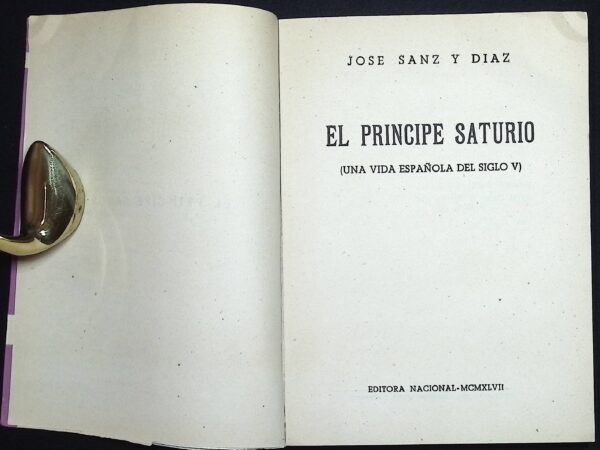 JOSE SANZ Y DIAZ
EL PRINCIPE SATURIO
(UNA VIDA ESPAÑOLA DEL SIGLO V)
EDITORA NACIONAL-MCMXLVII